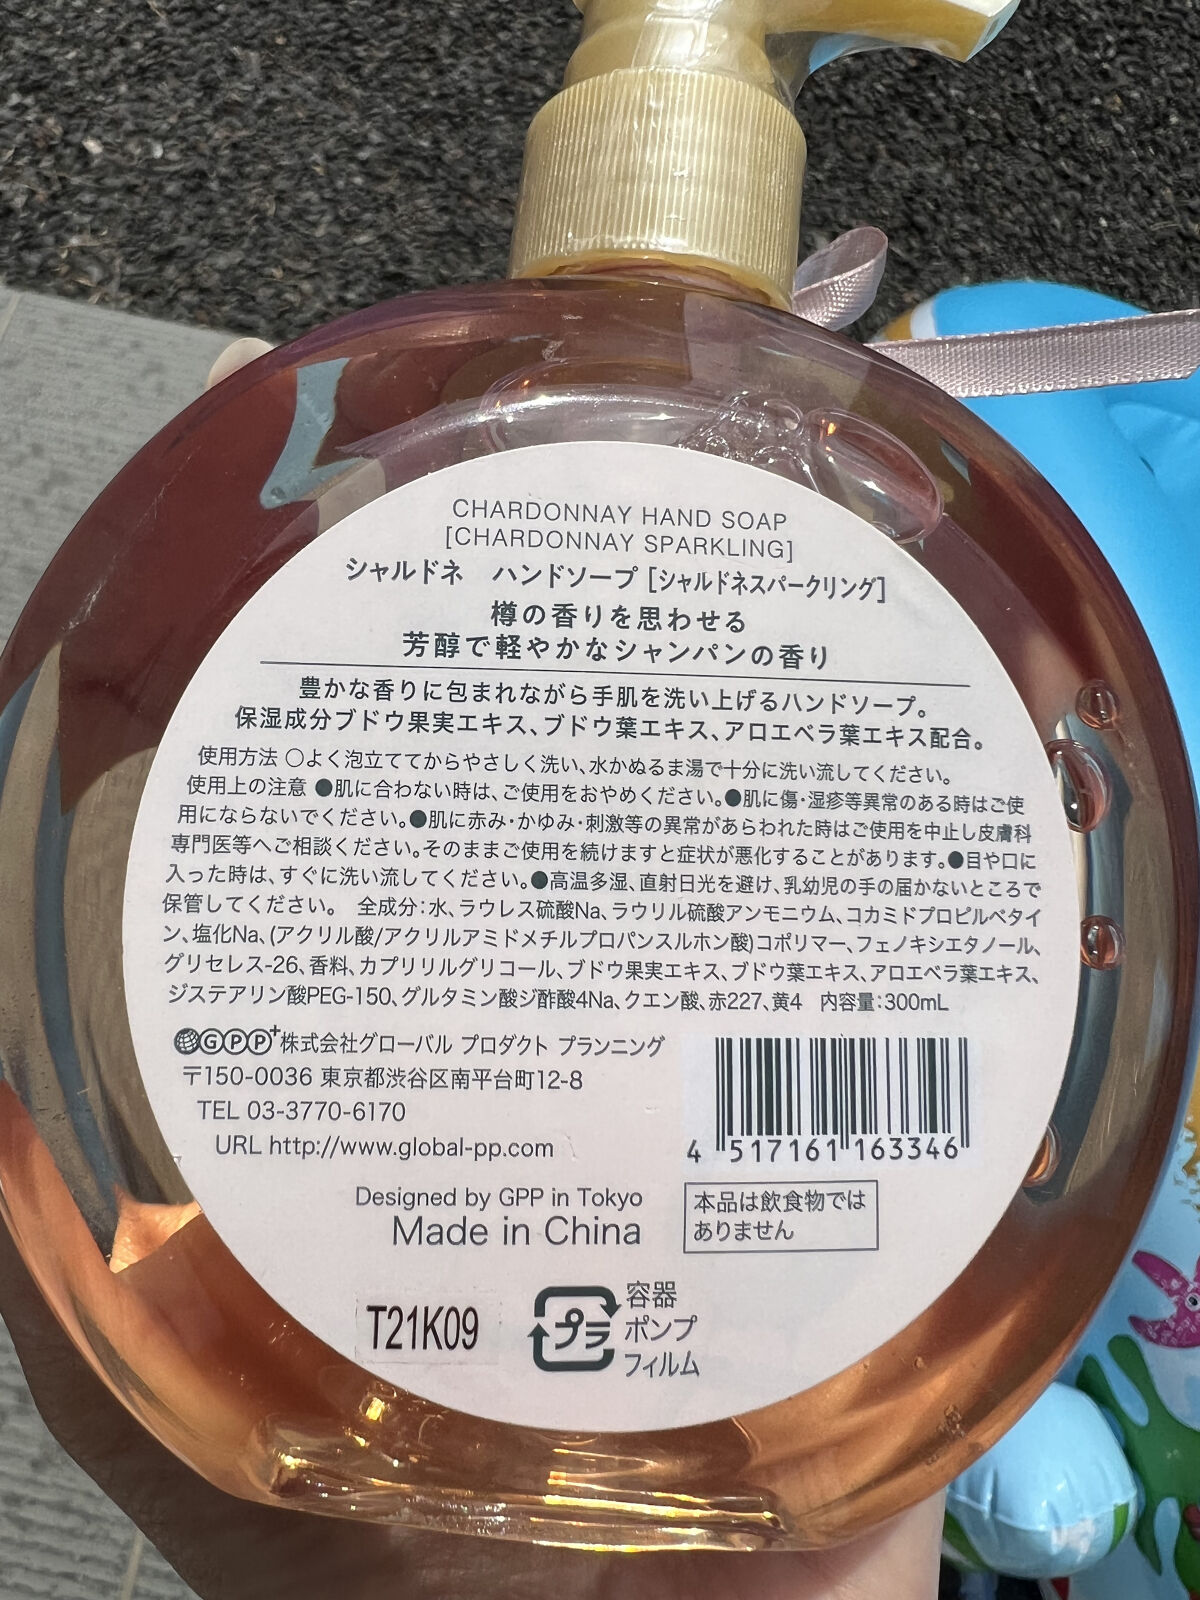 CHARDONNAY HAND SOAP
[CHARDONNAY SPARKLING]
シャルドネ ハンドソープ [シャルドネスパークリング]
樽の香りを思わせる
芳醇で軽やかなシャンパンの香り
豊かな香りに包まれながら手肌を洗い上げるハンドソープ。
保湿成分ブドウ果実エキス、ブドウ葉エキス、アロエベラ葉エキス配合。
使用方法 ○よく泡立ててからやさしく洗い、水かぬるま湯で十分に洗い流してください。
使用上の注意 ●肌に合わない時は、ご使用をおやめください。●肌に傷・湿疹等異常のある時はご使
用にならないでください。●肌に赤み・かゆみ・刺激等の異常があらわれた時はご使用を中止し皮膚科
専門医等へご相談ください。そのままご使用を続けますと症状が悪化することがあります。●目や口に
入った時は、すぐに洗い流してください。●高温多湿、直射日光を避け、乳幼児の手の届かないところで
保管してください。 全成分：水、ラウレス硫酸Na、ラウリル硫酸アンモニウム、コカミドプロピルベタイ
ン、塩化Na、(アクリル酸/アクリルアミドメチルプロパンスルホン酸)コポリマー、フェノキシエタノール、
グリセレス-26、香料、カプリリルグリコール、ブドウ果実エキス、ブドウ葉エキス、アロエベラ葉エキス、
ジステアリン酸PEG-150、グルタミン酸ジ酢酸4Na、クエン酸、赤227、黄4 内容量：300mL
GPP+株式会社グローバル プロダクト プランニング
〒150-0036 東京都渋谷区南平台町12-8
TEL 03-3770-6170
URL http://www.global-pp.com
4 517161 163346
Designed by GPP in Tokyo
Made in China
本品は飲食物では
ありません
T21K09
プラ
容器
ポンプ
フィルム